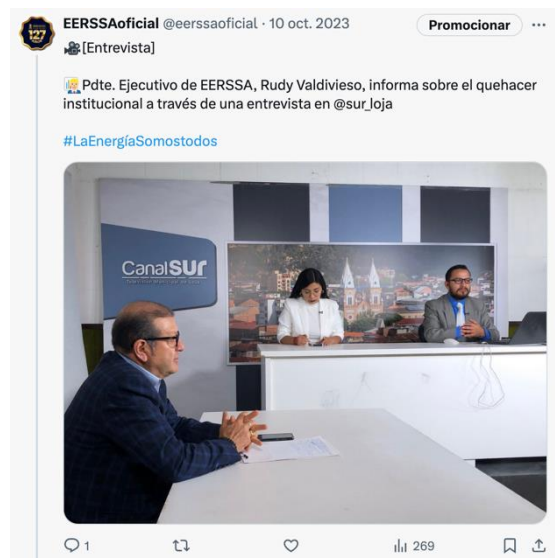 EERSSAoficial @eerssaoficial · 10 oct. 2023
Promocionar
[Entrevista]
Pdte. Ejecutivo de EERSSA, Rudy Valdivieso, informa sobre el quehacer
institucional a través de una entrevista en @sur_loja
#LaEnergíaSomostodos
CanalSUr
1
269
127